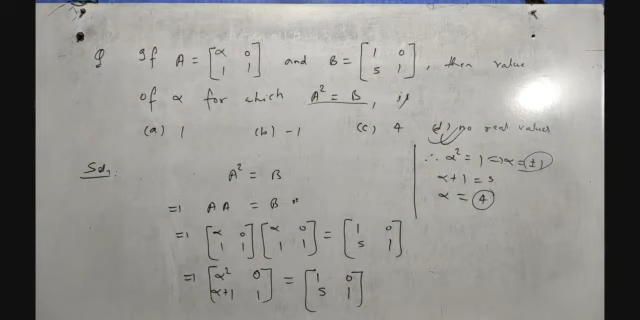 Q If A = [α 0 1 1] and B = [1 0 5 1], then value
of α for which A² = B, is
(a) 1 (b) -1 (c) 4 (d) no real values
Soln:
A² = B
=> AA = B
=> [α 0 1 1] [α 0 1 1] = [1 0 5 1]
=> [α² 0 α+1 1] = [1 0 5 1]
∴ α² = 1 => α = ±1
α + 1 = 5
α = 4